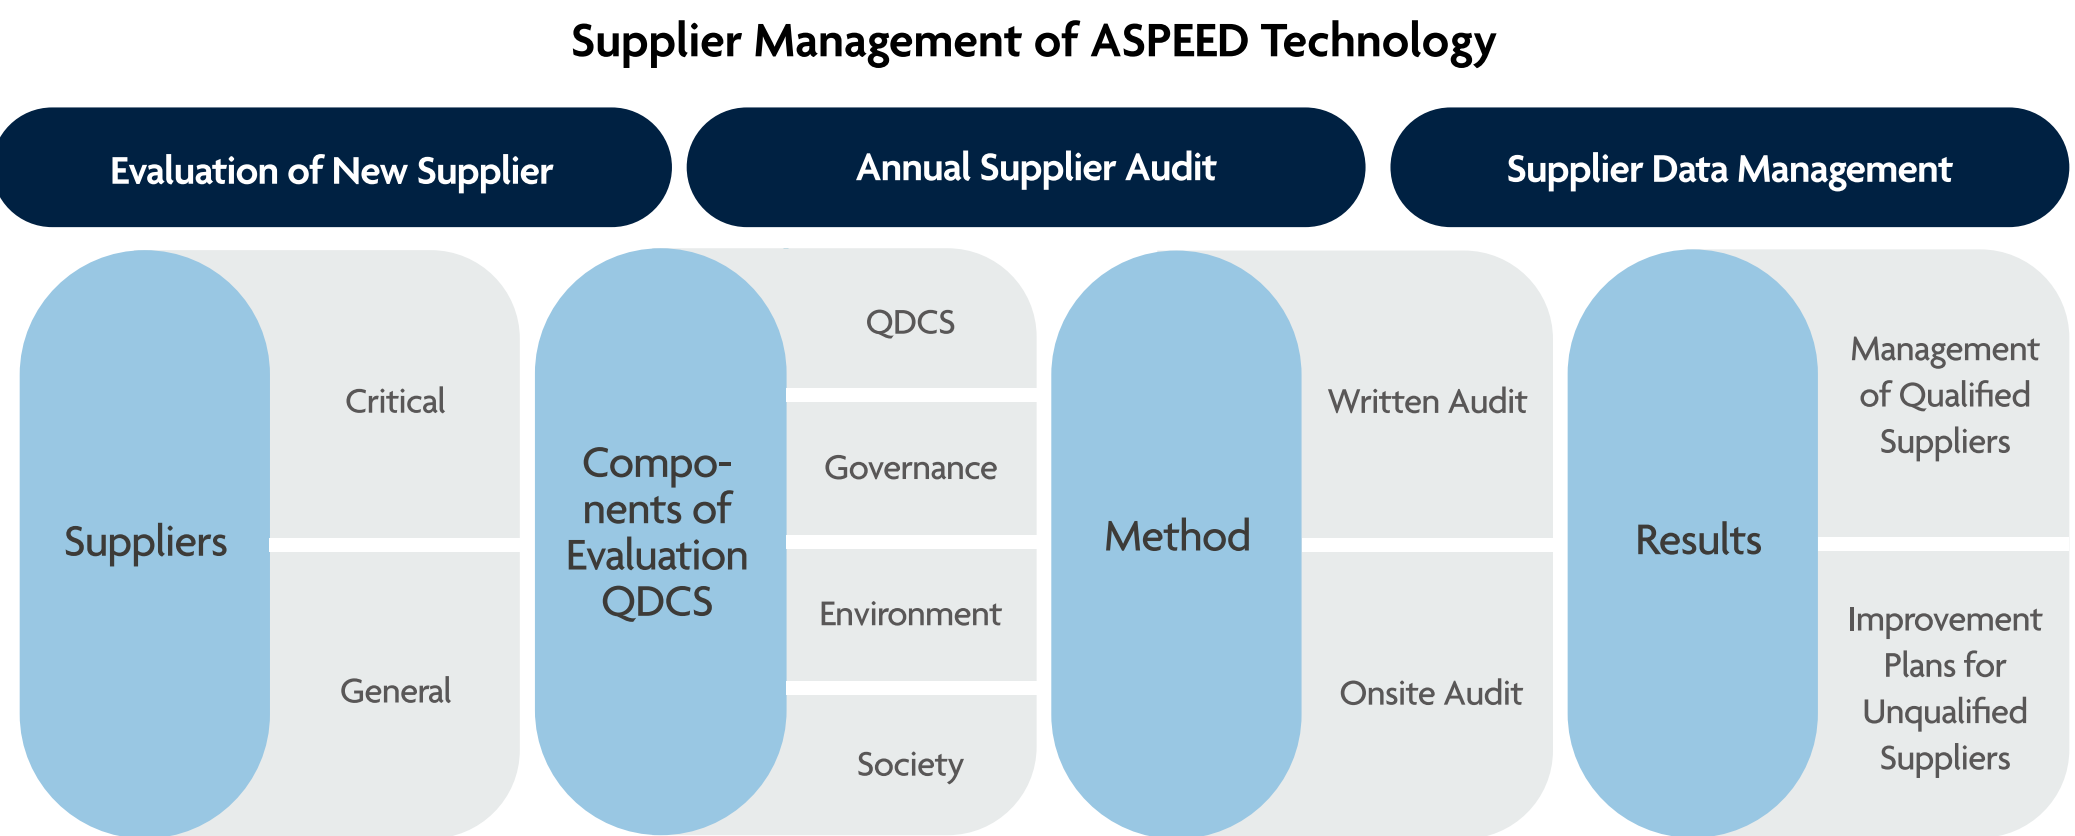 Supplier Management of ASPEED Technology
Evaluation of New Supplier
Annual Supplier Audit
Supplier Data Management
Suppliers
Critical
General
Compo-
nents of
Evaluation
QDCS
QDCS
Governance
Environment
Society
Method
Written Audit
Onsite Audit
Results
Management
of Qualified
Suppliers
Improvement
Plans for
Unqualified
Suppliers